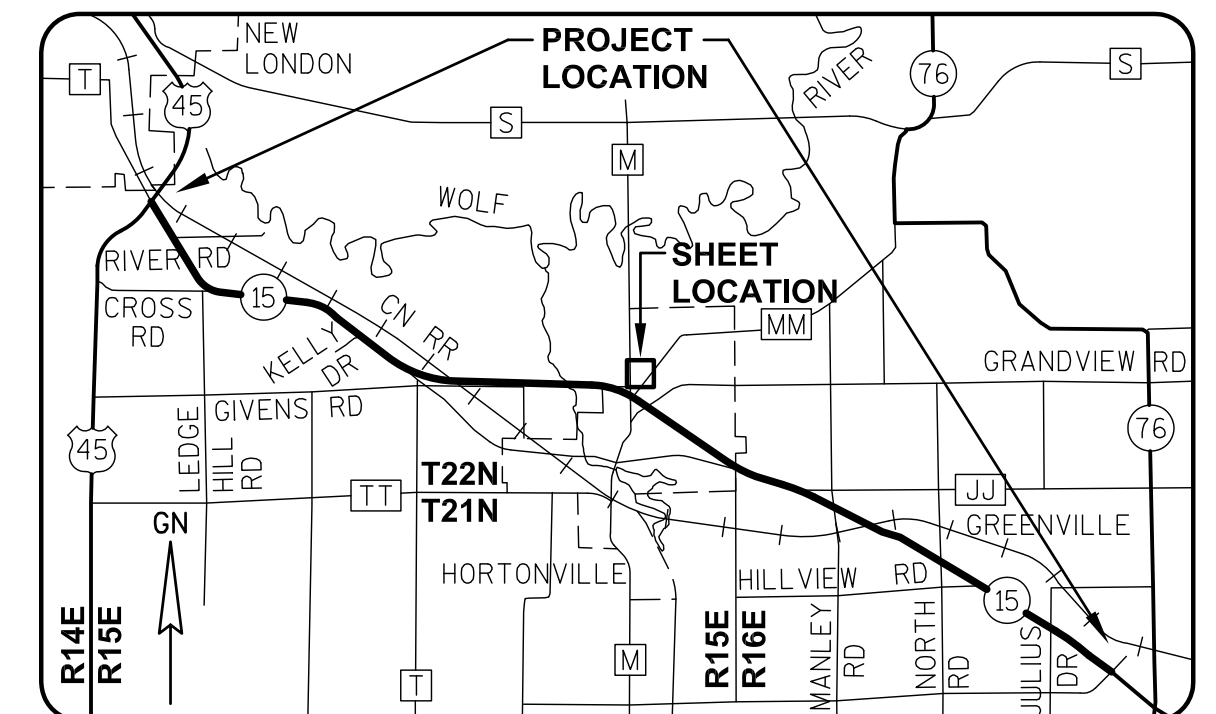 NEW
LONDON
PROJECT
LOCATION
RIVER
76
S
T
45
S
M
WOLF
SHEET
LOCATION
RIVER RD
15
CROSS
RD
CN RR
KELLY
DR
MM
GRANDVIEW RD
GIVENS RD
45
LEDGE
HILL
RD
76
T22N
T21N
TT
JJ
GN
GREENVILLE
HORTONVILLE
HILLVIEW RD
15
R14E
R15E
R15E
R16E
MANLEY
RD
NORTH
RD
JULIUS
DR
M
T